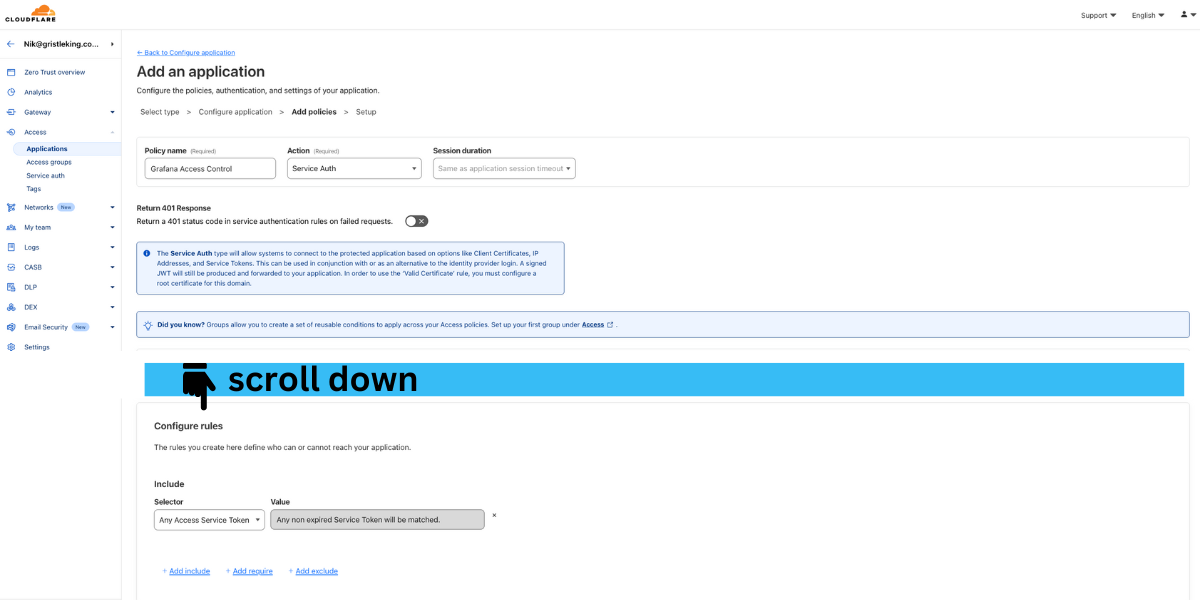 CLOUDFLARE
Support
English
Nik@gristleking.co...
Zero Trust overview
Analytics
Gateway
Access
Applications
Access groups
Service auth
Tags
Networks New
My team
Logs
CASB
DLP
DEX
Email Security New
Settings
← Back to Configure application
Add an application
Configure the policies, authentication, and settings of your application.
Select type > Configure application > Add policies > Setup
Policy name (Required) Action (Required) Session duration
Grafana Access Control Service Auth Same as application session timeout
Return 401 Response
Return a 401 status code in service authentication rules on failed requests.
The Service Auth type will allow systems to connect to the protected application based on options like Client Certificates, IP
Addresses, and Service Tokens. This can be used in conjunction with or as an alternative to the identity provider login. A signed
JWT will still be produced and forwarded to your application. In order to use the 'Valid Certificate' rule, you must configure a
root certificate for this domain.
Did you know? Groups allow you to create a set of reusable conditions to apply across your Access policies. Set up your first group under Access .
scroll down
Configure rules
The rules you create here define who can or cannot reach your application.
Include
Selector Value
Any Access Service Token Any non expired Service Token will be matched. ×
+ Add include + Add require + Add exclude